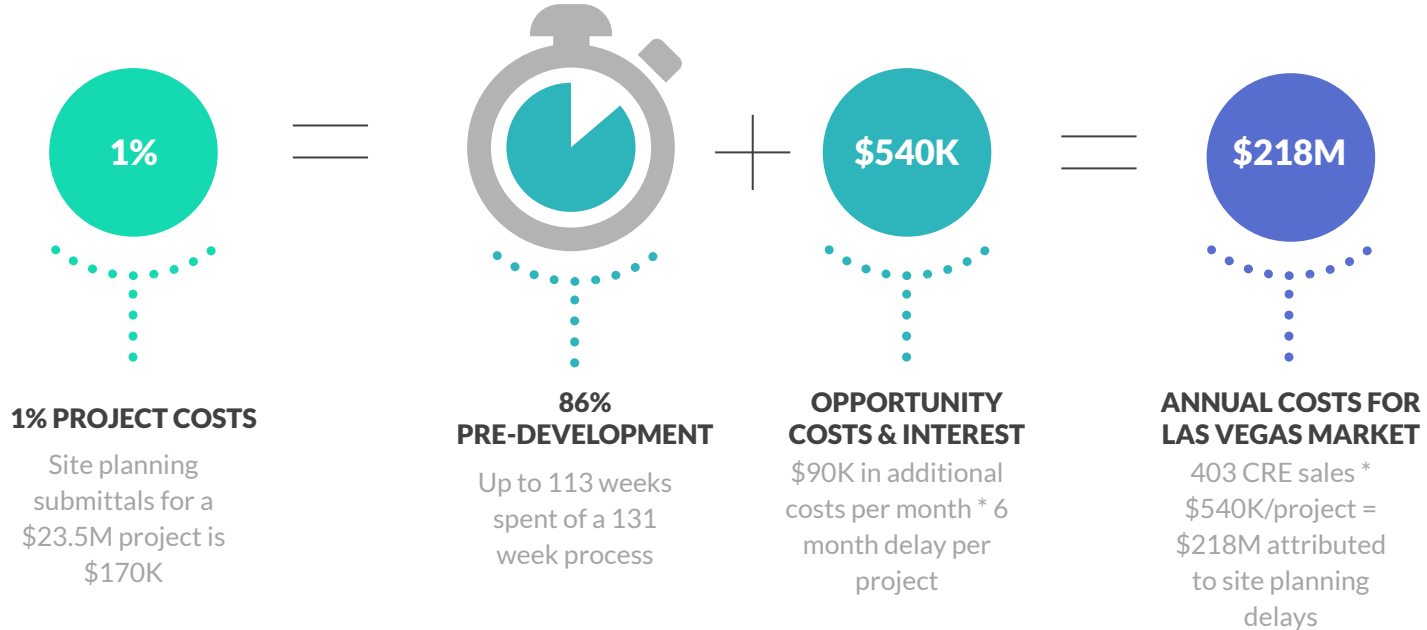 1%
$540K
$218M
1% PROJECT COSTS
Site planning
submittals for a
$23.5M project is
$170K
86%
PRE-DEVELOPMENT
Up to 113 weeks
spent of a 131
week process
OPPORTUNITY
COSTS & INTEREST
$90K in additional
costs per month * 6
month delay per
project
ANNUAL COSTS FOR
LAS VEGAS MARKET
403 CRE sales *
$540K/project =
$218M attributed
to site planning
delays